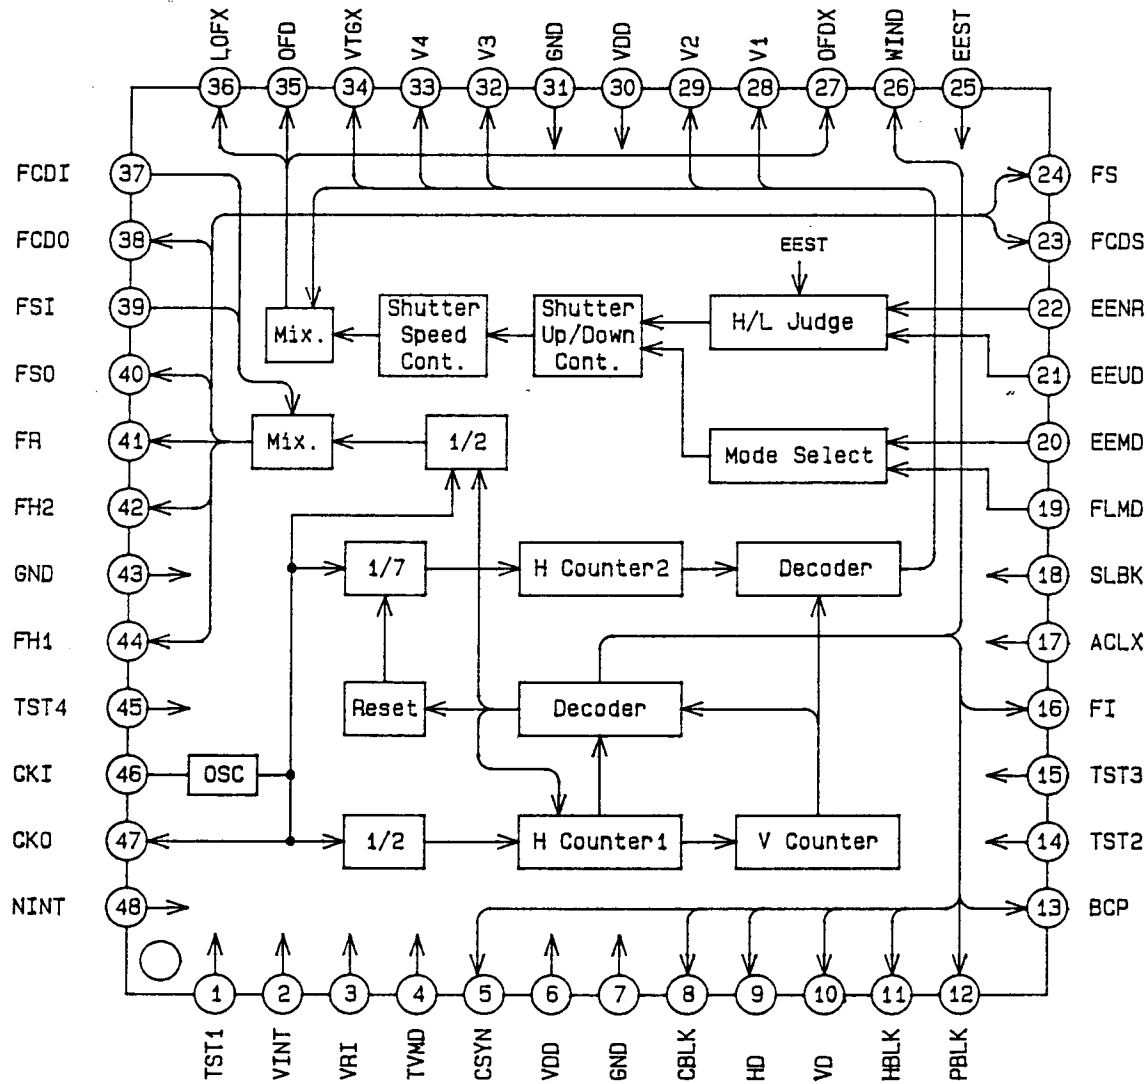 LOFX
OFD
VTGX
V4
V3
GND
VDD
V2
V1
OFDX
WIND
EEST
36
35
34
33
32
31
30
29
28
27
26
25
FCDI
37
24
FS
FCDO
38
23
FCDS
EEST
FSI
39
22
EENR
Mix.
Shutter
Speed
Cont.
Shutter
Up/Down
Cont.
H/L Judge
FSO
40
21
EEUD
FR
41
Mix.
1/2
Mode Select
20
EEMD
FH2
42
19
FLMD
GND
43
1/7
H Counter2
Decoder
18
SLBK
FH1
44
17
ACLX
TST4
45
Reset
Decoder
16
FI
CKI
46
OSC
15
TST3
CKO
47
1/2
H Counter1
V Counter
14
TST2
NINT
48
13
BCP
1
2
3
4
5
6
7
8
9
10
11
12
TST1
VINT
VRI
TVMD
CSYN
VDD
GND
CBLK
HD
VD
HBLK
PBLK